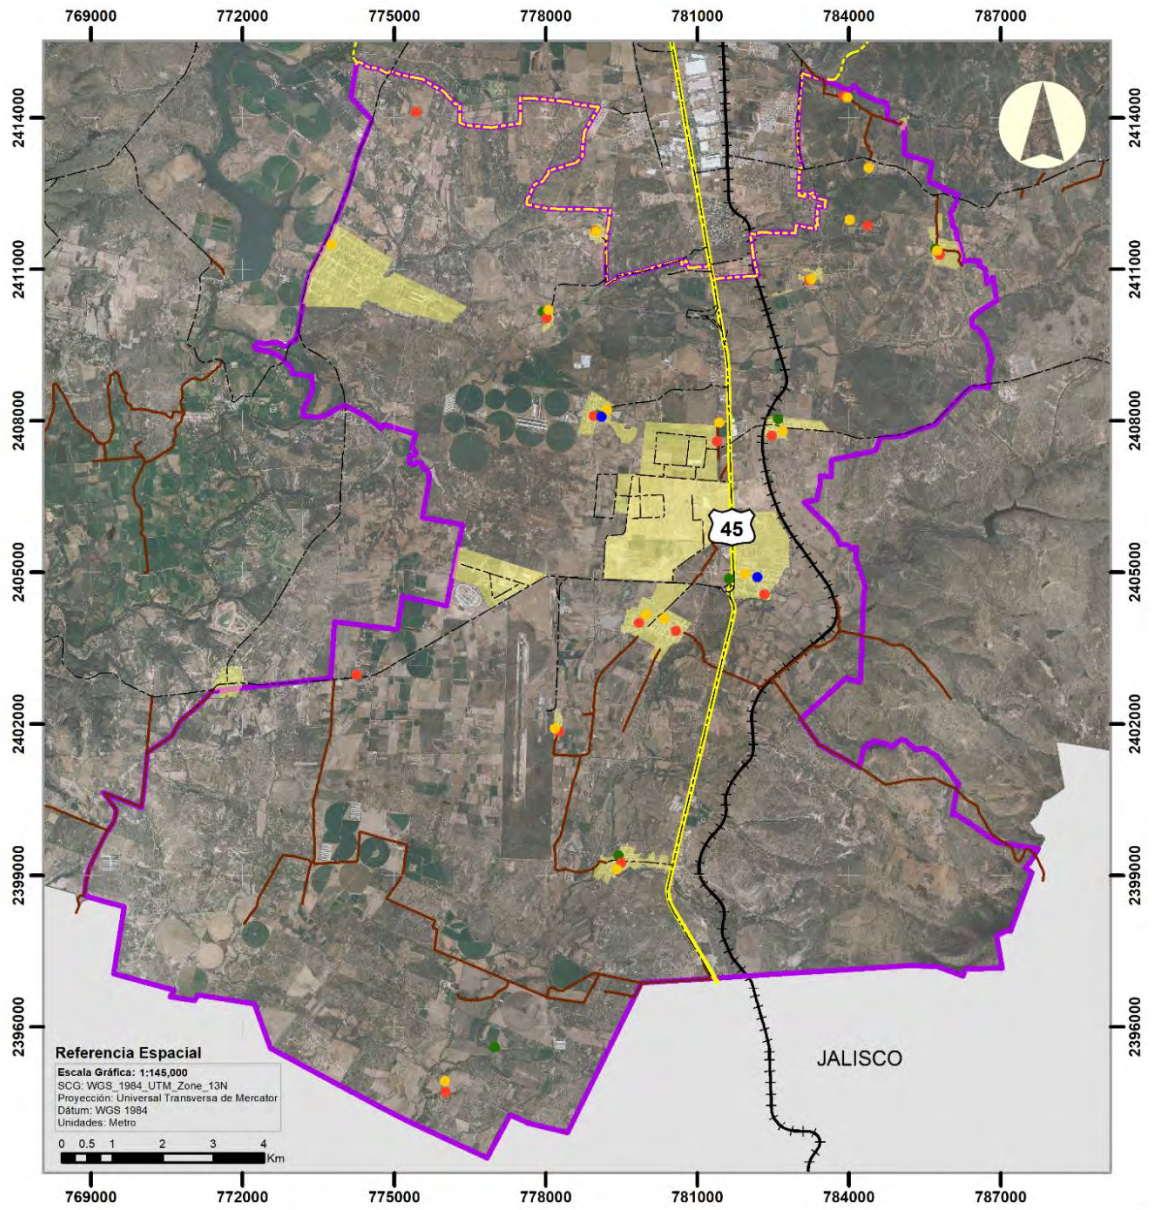 769000 772000 775000 778000 781000 784000 787000
2414000 2414000
2411000 2411000
2408000 2408000
45
2405000 2405000
2402000 2402000
2399000 2399000
2396000 2396000
JALISCO
Referencia Espacial
Escala Gráfica: 1:145,000
SCG: WGS_1984_UTM_Zone_13N
Proyección: Universal Transversa de Mercator
Dátum: WGS 1984
Unidades: Metro
0 0.5 1 2 3 4
Km
769000 772000 775000 778000 781000 784000 787000